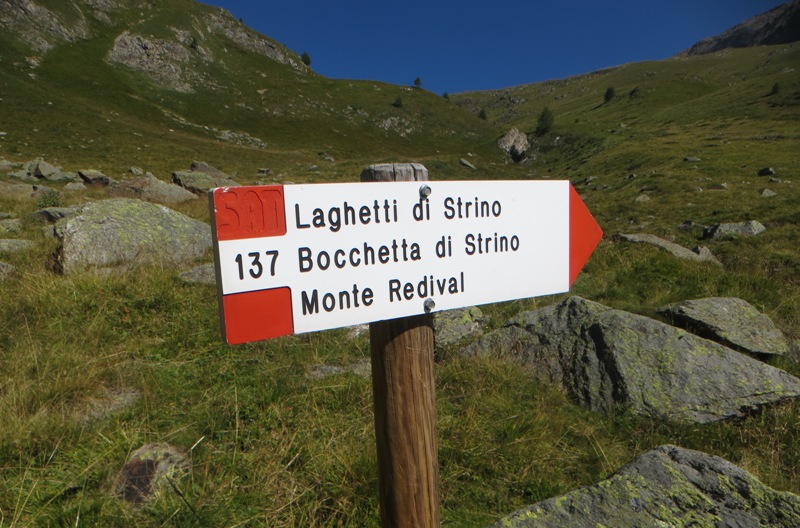 SAT Laghetti di Strino
137 Bocchetta di Strino
Monte Redival